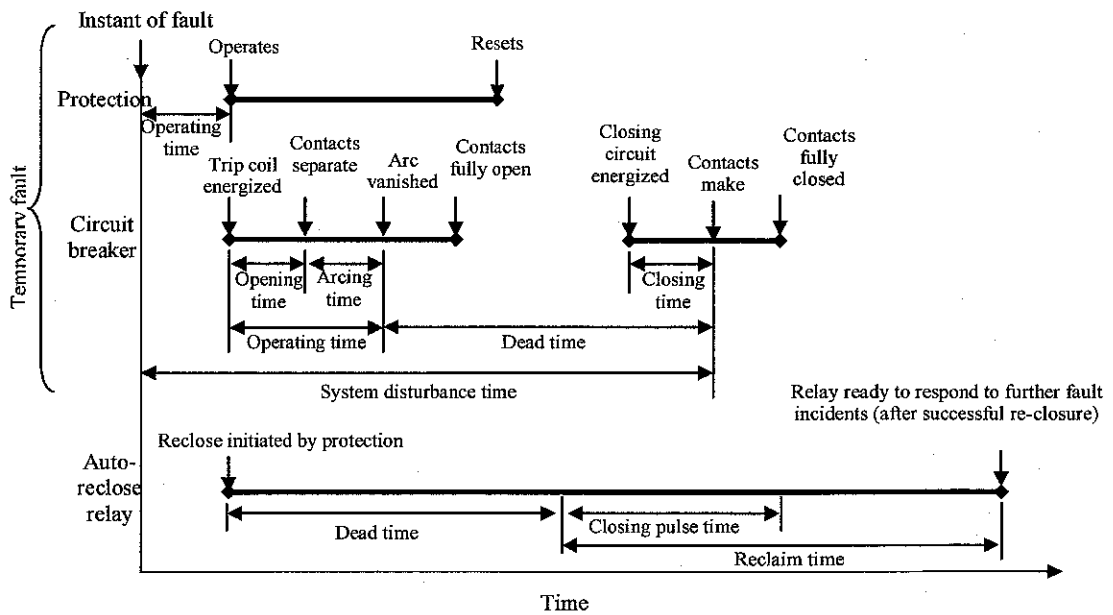 Instant of fault
Operates
Resets
Protection
Operating
time
Trip coil
energized
Contacts
separate
Arc
vanished
Contacts
fully open
Closing
circuit
energized
Contacts
make
Contacts
fully
closed
Temporary fault
Circuit
breaker
Opening
time
Arcing
time
Closing
time
Operating time
Dead time
System disturbance time
Relay ready to respond to further fault
incidents (after successful re-closure)
Reclose initiated by protection
Auto-
reclose
relay
Dead time
Closing pulse time
Reclaim time
Time